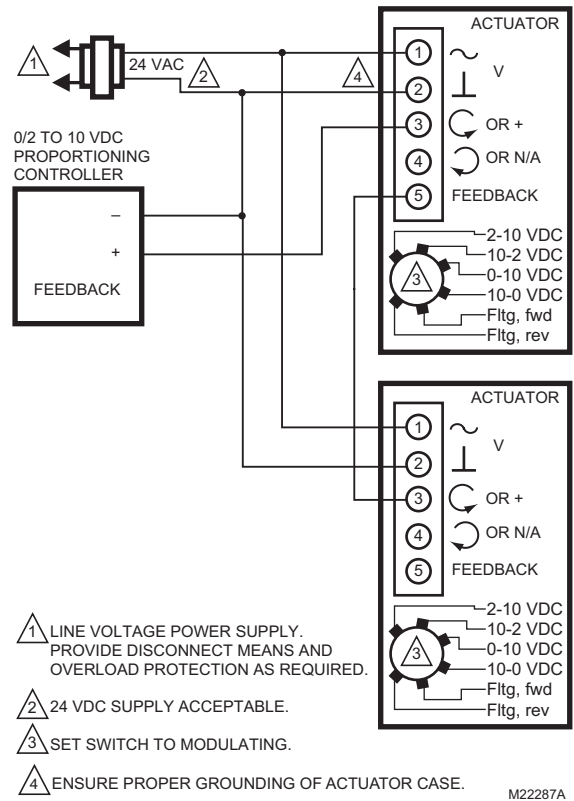 ACTUATOR
1
24 VAC
2
4
1
V
2
0/2 TO 10 VDC
PROPORTIONING
CONTROLLER
3
OR +
4
OR N/A
5
FEEDBACK
–
+
FEEDBACK
2-10 VDC
10-2 VDC
0-10 VDC
10-0 VDC
Fltg, fwd
Fltg, rev
3
ACTUATOR
1
V
2
3
OR +
4
OR N/A
5
FEEDBACK
2-10 VDC
10-2 VDC
0-10 VDC
10-0 VDC
Fltg, fwd
Fltg, rev
3
1 LINE VOLTAGE POWER SUPPLY.
PROVIDE DISCONNECT MEANS AND
OVERLOAD PROTECTION AS REQUIRED.
2 24 VDC SUPPLY ACCEPTABLE.
3 SET SWITCH TO MODULATING.
4 ENSURE PROPER GROUNDING OF ACTUATOR CASE.
M22287A